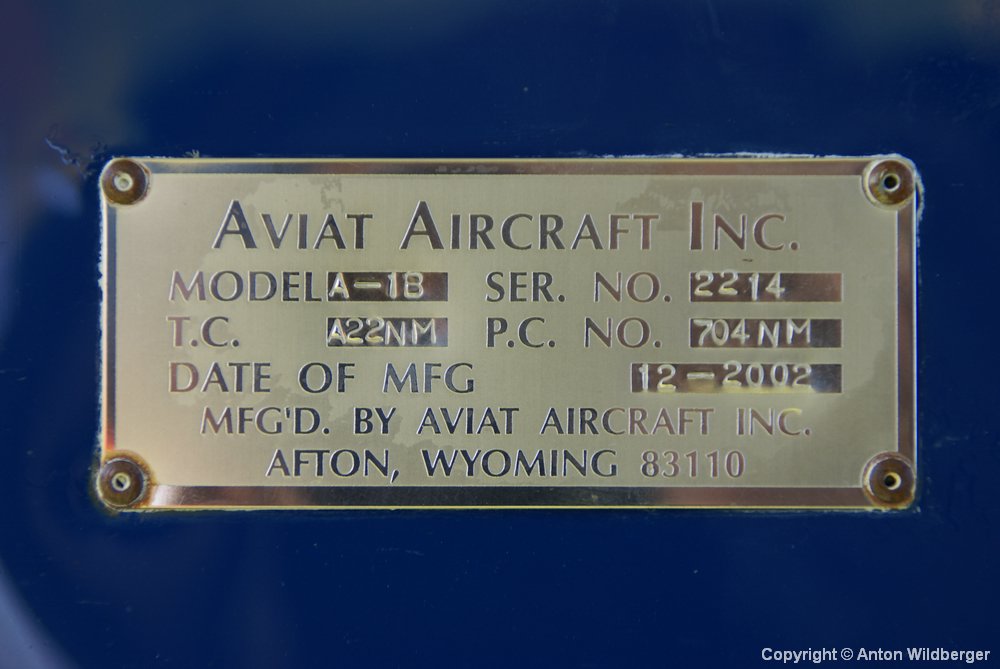 AVIAT AIRCRAFT INC.
MODEL A-1B SER. NO. 2214
T.C. A22NM P.C. NO. 704NM
DATE OF MFG 12-2002
MFG'D. BY AVIAT AIRCRAFT INC.
AFTON, WYOMING 83110
Copyright © Anton Wildberger